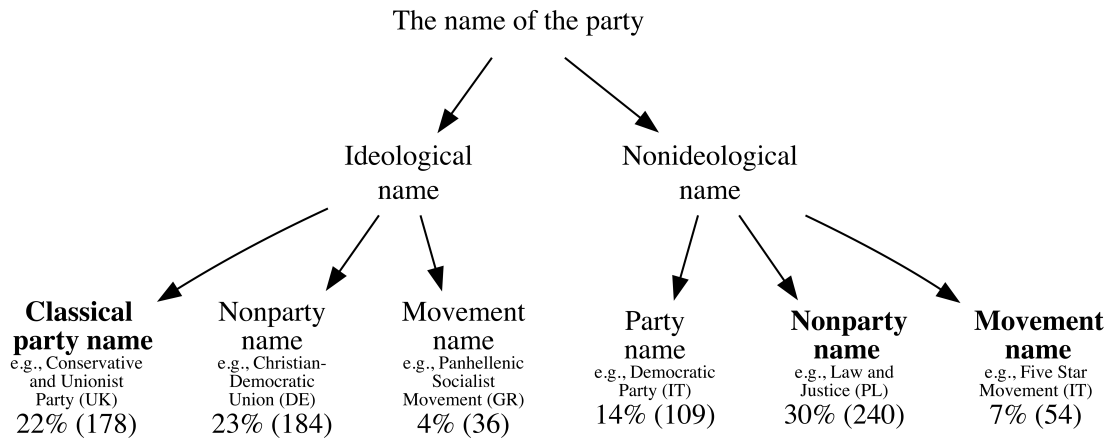 The name of the party
Ideological
name
Nonideological
name
Classical
party name
e.g., Conservative
and Unionist
Party (UK)
22% (178)
Nonparty
name
e.g., Christian-
Democratic
Union (DE)
23% (184)
Movement
name
e.g., Panhellenic
Socialist
Movement (GR)
4% (36)
Party
name
e.g., Democratic
Party (IT)
14% (109)
Nonparty
name
e.g., Law and
Justice (PL)
30% (240)
Movement
name
e.g., Five Star
Movement (IT)
7% (54)